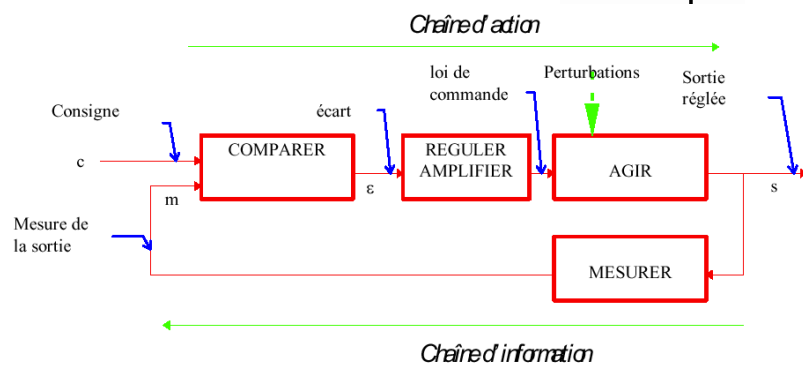 Chaîne d'action
loi de
commande
Perturbations
Sortie
réglée
Consigne
écart
COMPARER
REGULER
AMPLIFIER
AGIR
c
m
ε
s
Mesure de
la sortie
MESURER
Chaîne d'information